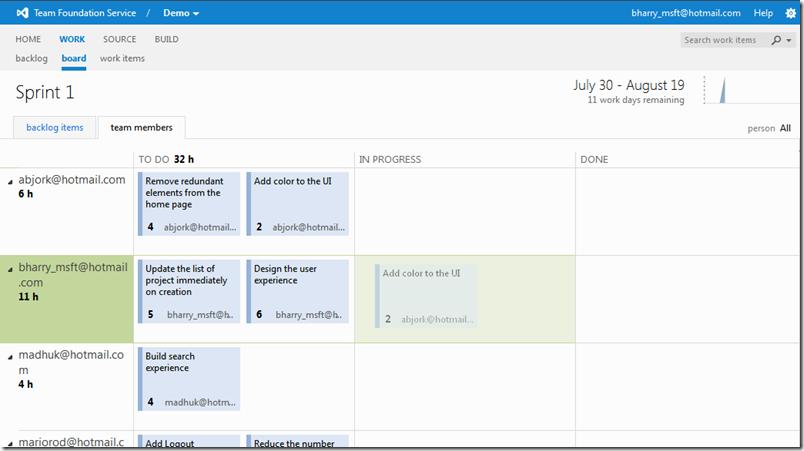 Team Foundation Service / Demo bharry_msft@hotmail.com Help
HOME WORK SOURCE BUILD Search work items
backlog board work items
Sprint 1 July 30 - August 19
11 work days remaining
backlog items team members person All
TO DO 32 h IN PROGRESS DONE
abjork@hotmail.com
6 h
Remove redundant
elements from the
home page
4 abjork@hotmail...
Add color to the UI
2 abjork@hotmail...
bharry_msft@hotmail
.com
11 h
Update the list of
project immediately
on creation
5 bharry_msft@h..
Design the user
experience
6 bharry_msft@h..
Add color to the UI
2 abjork@hotmail...
madhuk@hotmail.co
m
4 h
Build search
experience
4 madhuk@hotm...
mariorod@hotmail.c
Add Logout
Reduce the number